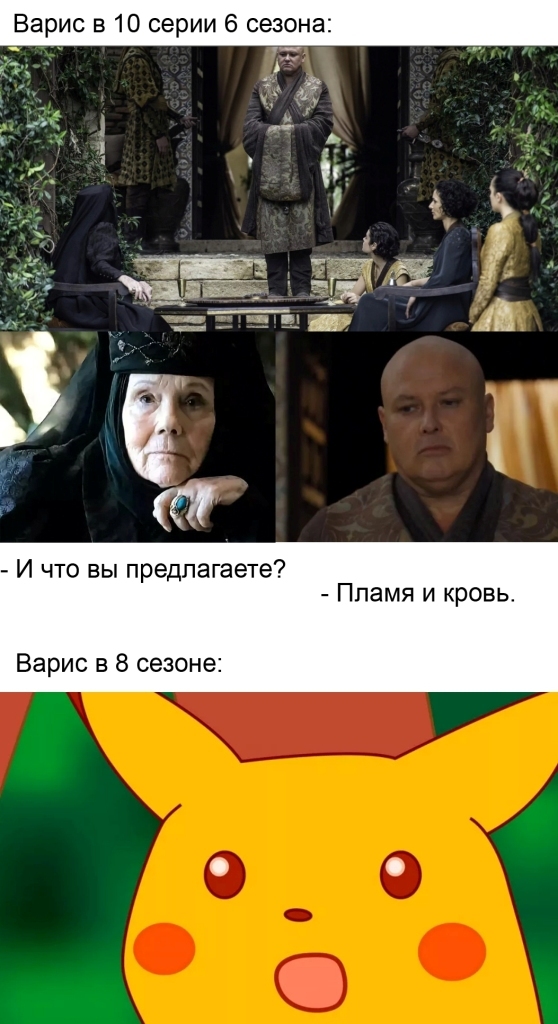 Варис в 10 серии 6 сезона:
- И что вы предлагаете?
- Пламя и кровь.
Варис в 8 сезоне: